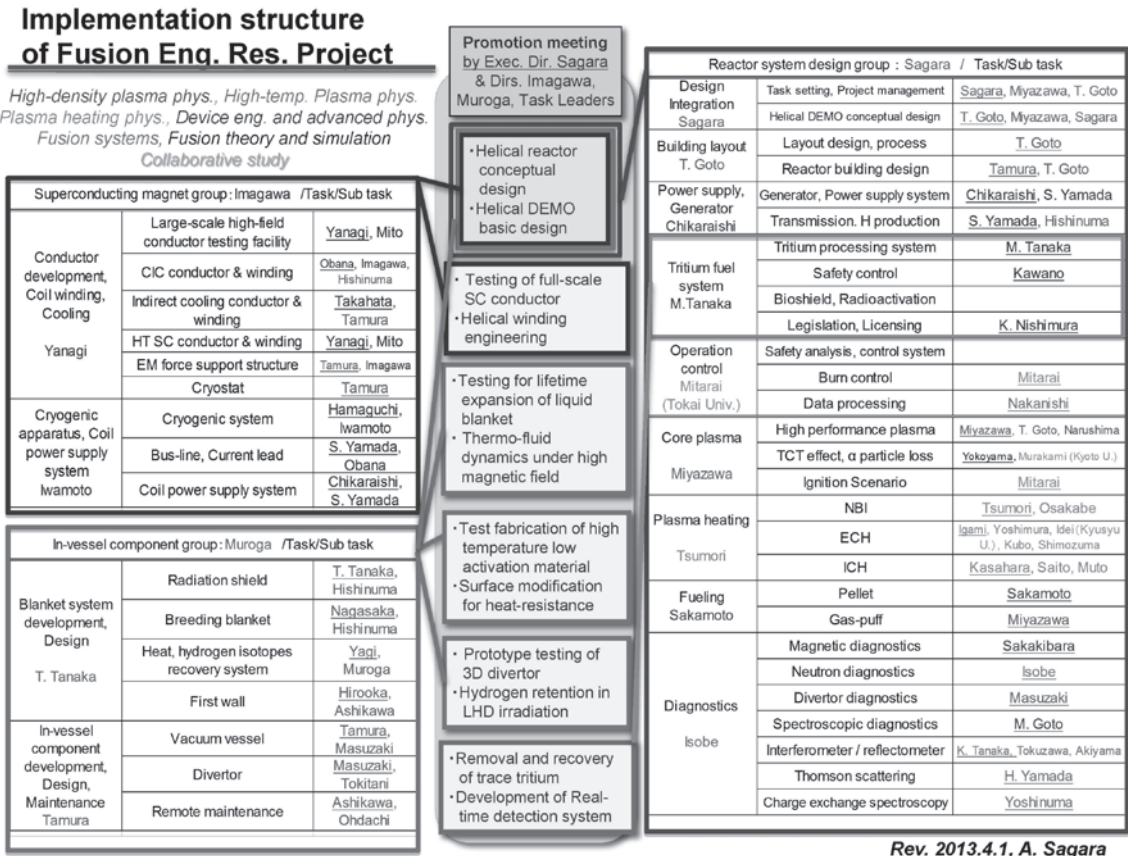 Implementation structure
of Fusion Eng. Res. Project
High-density plasma phys., High-temp. Plasma phys.
Plasma heating phys., Device eng. and advanced phys.
Fusion systems, Fusion theory and simulation
Collaborative study
Superconducting magnet group: Imagawa /Task/Sub task
Conductor
development,
Coil winding,
Cooling
Yanagi
Large-scale high-field
conductor testing facility
Yanagi, Mito
CIC conductor & winding
Obana, Imagawa,
Hishinuma
Indirect cooling conductor &
winding
Takahata,
Tamura
HT SC conductor & winding
Yanagi, Mito
EM force support structure
Tamura, Imagawa
Cryostat
Tamura
Cryogenic
apparatus, Coil
power supply
system
Iwamoto
Cryogenic system
Hamaguchi,
Iwamoto
Bus-line, Current lead
S. Yamada,
Obana
Coil power supply system
Chikaraishi,
S. Yamada
In-vessel component group: Muroga /Task/Sub task
Blanket system
development,
Design
T. Tanaka
Radiation shield
T. Tanaka,
Hishinuma
Breeding blanket
Nagasaka,
Hishinuma
Heat, hydrogen isotopes
recovery system
Yagi,
Muroga
First wall
Hirooka,
Ashikawa
In-vessel
component
development,
Design,
Maintenance
Tamura
Vacuum vessel
Tamura,
Masuzaki
Divertor
Masuzaki,
Tokitani
Remote maintenance
Ashikawa,
Ohdachi
Promotion meeting
by Exec. Dir. Sagara
& Dirs. Imagawa,
Muroga, Task Leaders
・Helical reactor
conceptual
design
・Helical DEMO
basic design
・ Testing of full-scale
SC conductor
・Helical winding
engineering
・Testing for lifetime
expansion of liquid
blanket
・ Thermo-fluid
dynamics under high
magnetic field
・Test fabrication of high
temperature low
activation material
・Surface modification
for heat-resistance
・ Prototype testing of
3D divertor
・Hydrogen retention in
LHD irradiation
・Removal and recovery
of trace tritium
・Development of Real-
time detection system
Reactor system design group : Sagara / Task/Sub task
Design
Integration
Sagara
Task setting, Project management
Sagara, Miyazawa, T. Goto
Helical DEMO conceptual design
T. Goto, Miyazawa, Sagara
Building layout
T. Goto
Layout design, process
T. Goto
Reactor building design
Tamura, T. Goto
Power supply,
Generator
Chikaraishi
Generator, Power supply system
Chikaraishi, S. Yamada
Transmission. H production
S. Yamada, Hishinuma
Tritium fuel
system
M.Tanaka
Tritium processing system
M. Tanaka
Safety control
Kawano
Bioshield, Radioactivation
Legislation, Licensing
K. Nishimura
Operation
control
Mitarai
(Tokai Univ.)
Safety analysis, control system
Burn control
Mitarai
Data processing
Nakanishi
Core plasma
Miyazawa
High performance plasma
Miyazawa, T. Goto, Narushima
TCT effect, α particle loss
Yokoyama, Murakami (Kyoto U.)
Ignition Scenario
Mitarai
Plasma heating
Tsumori
NBI
Tsumori, Osakabe
ECH
Igami, Yoshimura, Idei(Kyusyu
U.), Kubo, Shimozuma
ICH
Kasahara, Saito, Muto
Fueling
Sakamoto
Pellet
Sakamoto
Gas-puff
Miyazawa
Diagnostics
Isobe
Magnetic diagnostics
Sakakibara
Neutron diagnostics
Isobe
Divertor diagnostics
Masuzaki
Spectroscopic diagnostics
M. Goto
Interferometer / reflectometer
K. Tanaka, Tokuzawa, Akiyama
Thomson scattering
H. Yamada
Charge exchange spectroscopy
Yoshinuma
Rev. 2013.4.1, A. Sagara